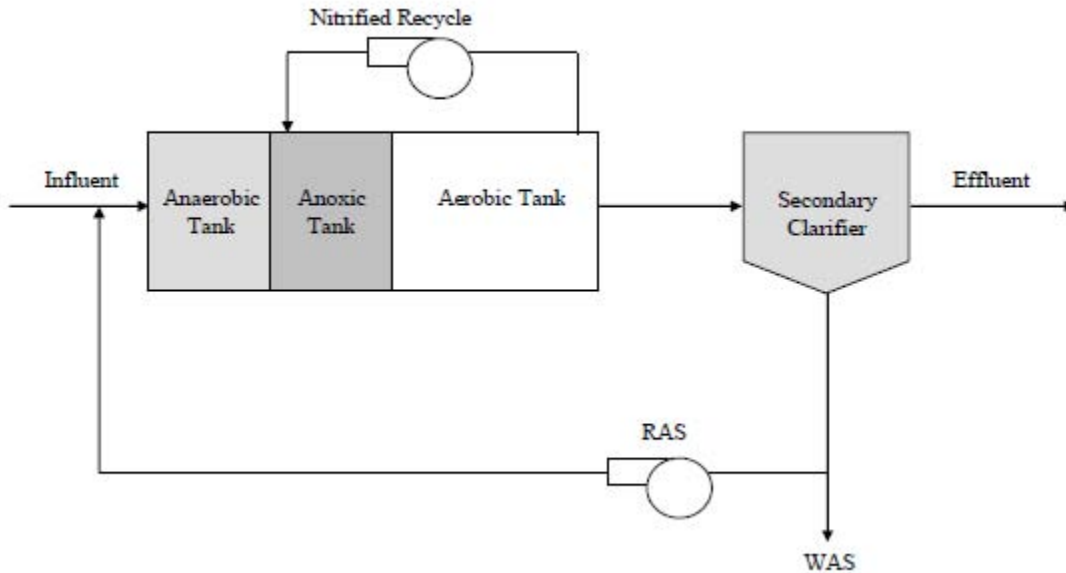 Nitrified Recycle
Influent
Anaerobic
Tank
Anoxic
Tank
Aerobic Tank
Secondary
Clarifier
Effluent
RAS
WAS